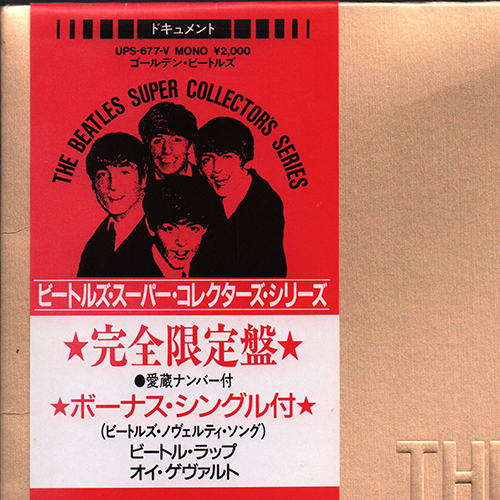 ドキュメント
UPS-677-V MONO ¥2,000
ゴールデン・ビートルズ
THE BEATLES SUPER COLLECTOR'S SERIES
ビートルズ・スーパー・コレクターズ・シリーズ
★完全限定盤★
●愛蔵ナンバー付
★ボーナス・シングル付★
(ビートルズ・ノヴェルティ・ソング)
ビートル・ラップ
オイ・ゲヴァルト
TH